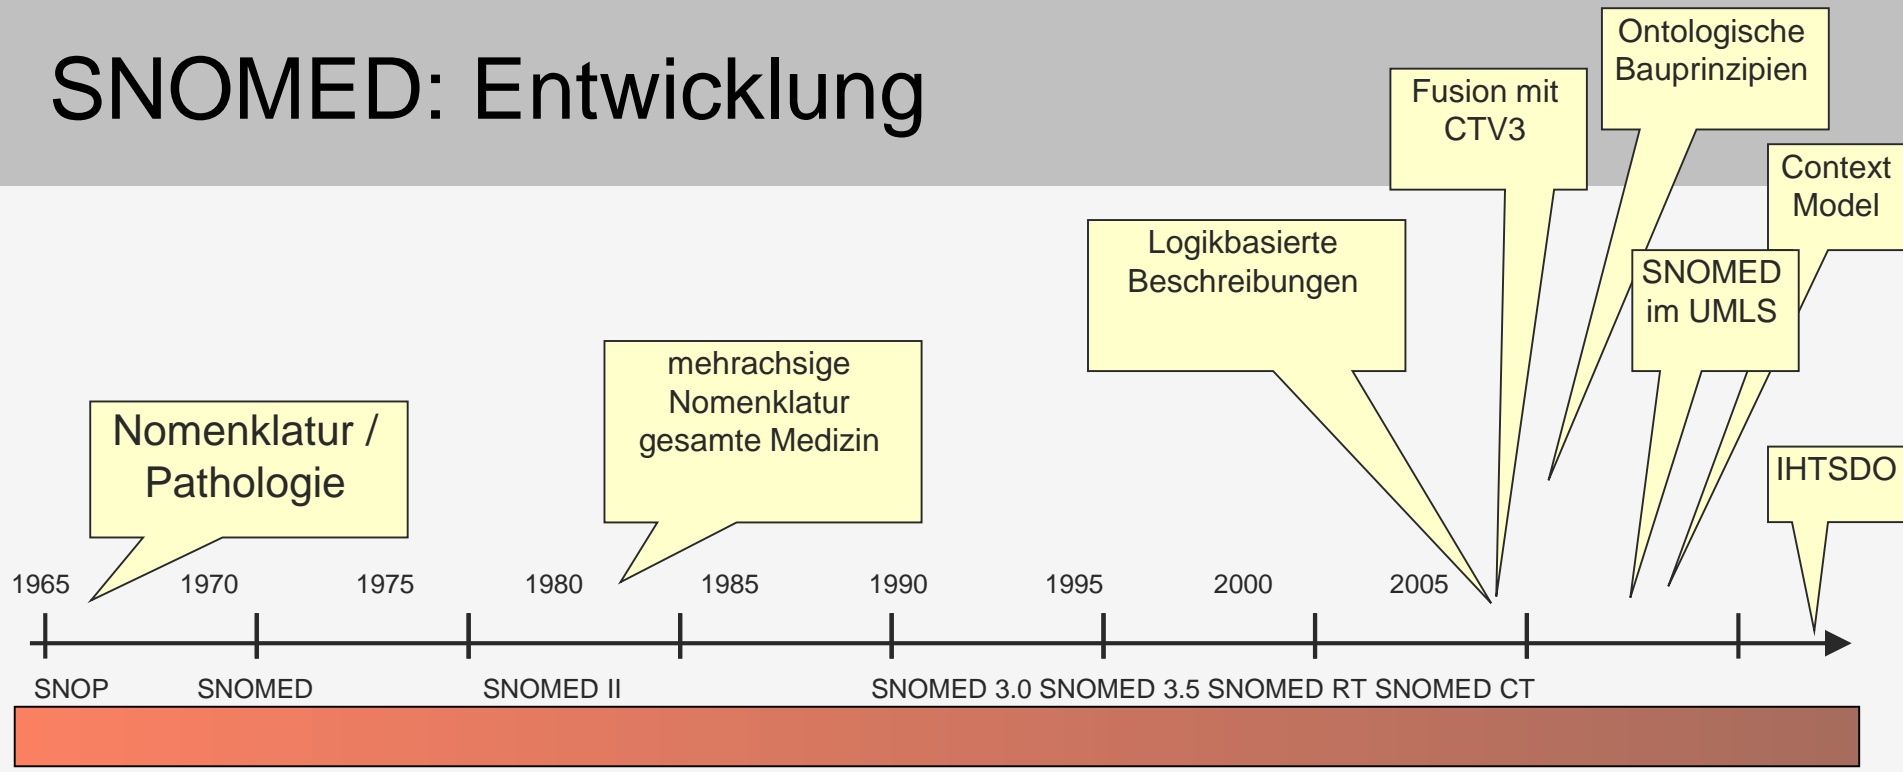 SNOMED: Entwicklung
Ontologische
Bauprinzipien
Fusion mit
CTV3
Context
Model
Logikbasierte
Beschreibungen
SNOMED
im UMLS
mehrachsige
Nomenklatur
gesamte Medizin
Nomenklatur /
Pathologie
IHTSDO
1965 1970 1975 1980 1985 1990 1995 2000 2005
SNOP SNOMED SNOMED II SNOMED 3.0 SNOMED 3.5 SNOMED RT SNOMED CT